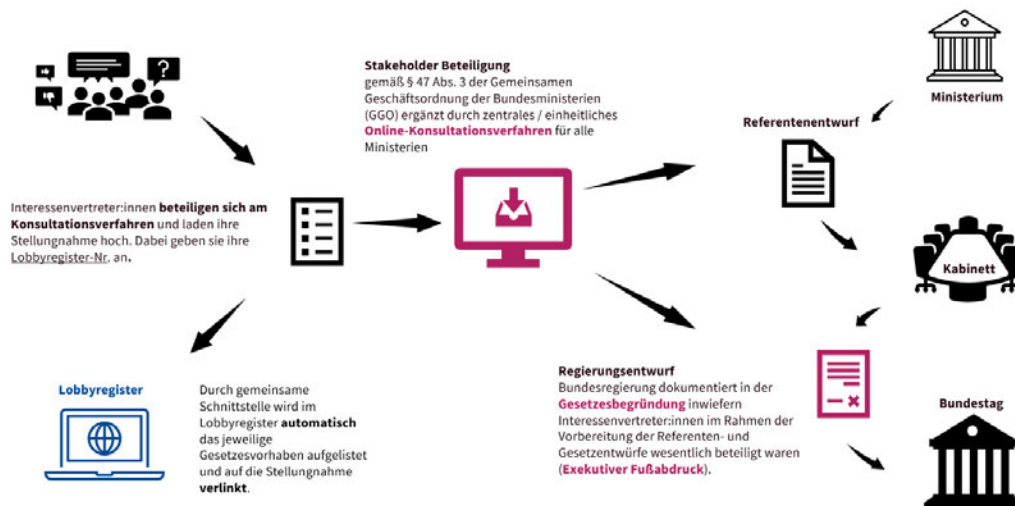 ?
Stakeholder Beteiligung
gemäß § 47 Abs. 3 der Gemeinsamen
Geschäftsordnung der Bundesministerien
(GGO) ergänzt durch zentrales / einheitliches
Online-Konsultationsverfahren für alle
Ministerien
Ministerium
Referentenentwurf
Interessenvertreter:innen beteiligen sich am
Konsultationsverfahren und laden ihre
Stellungnahme hoch. Dabei geben sie ihre
Lobbyregister-Nr. an.
Kabinett
Lobbyregister
Durch gemeinsame
Schnittstelle wird im
Lobbyregister automatisch
das jeweilige
Gesetzesvorhaben aufgelistet
und auf die Stellungnahme
verlinkt.
Regierungsentwurf
Bundesregierung dokumentiert in der
Gesetzesbegründung inwiefern
Interessenvertreter:innen im Rahmen der
Vorbereitung der Referenten- und
Gesetzentwürfe wesentlich beteiligt waren
(Exekutiver Fußabdruck).
Bundestag